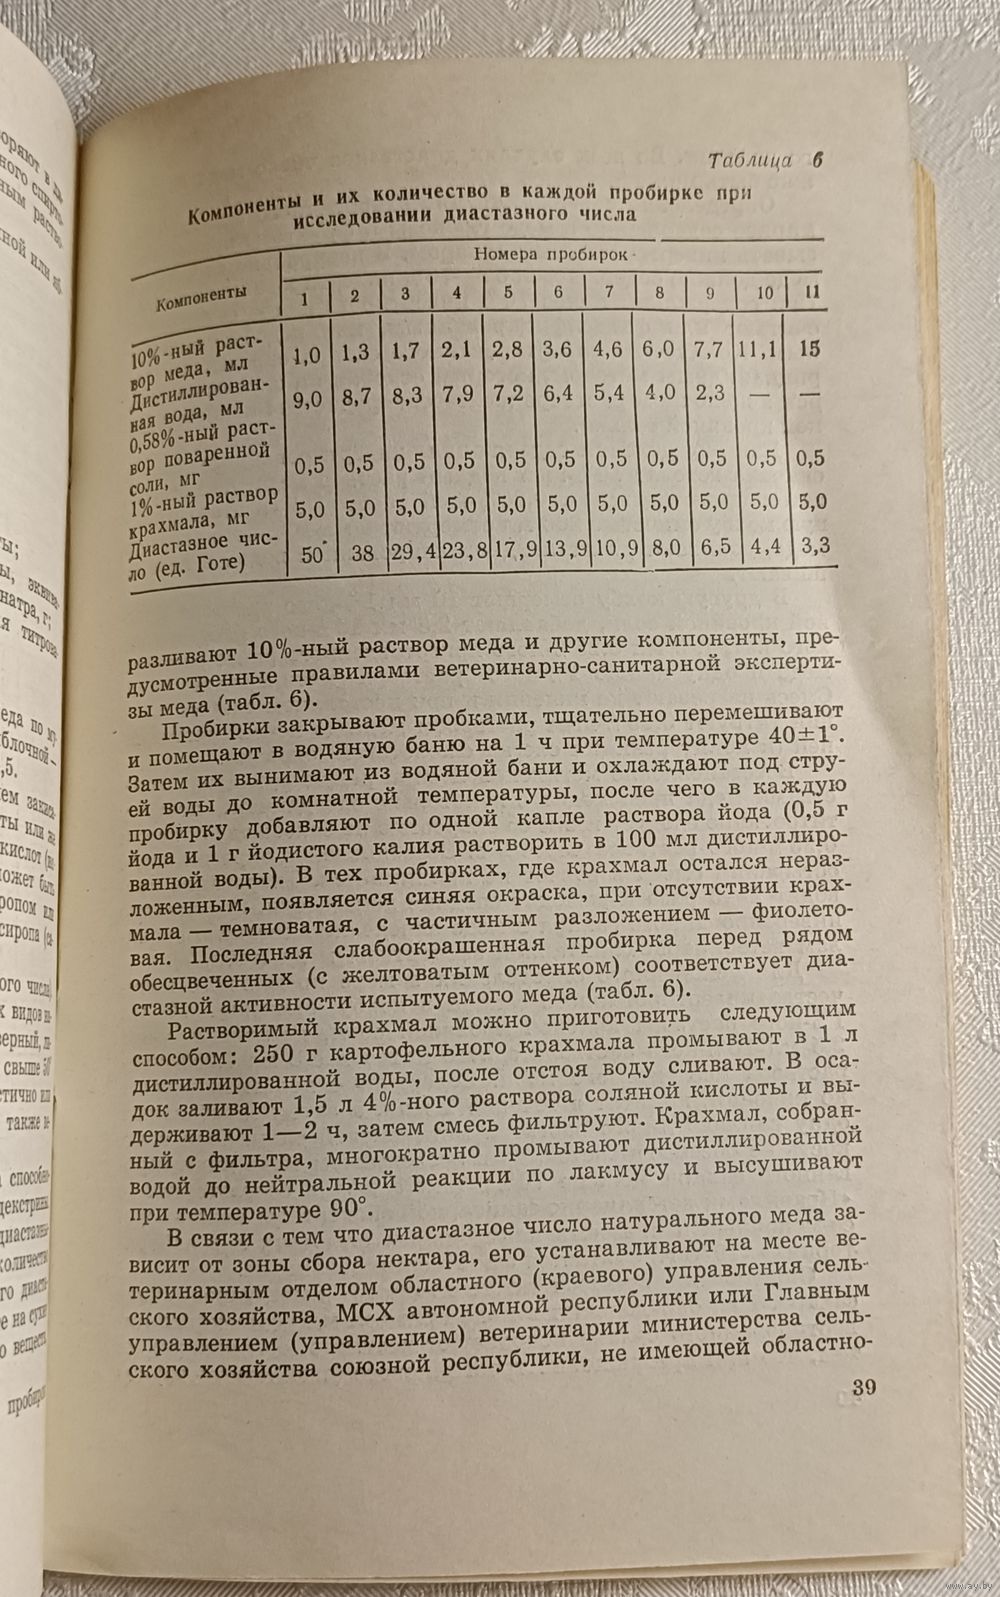 Таблица 6
Компоненты и их количество в каждой пробирке при
исследовании диастазного числа
Компоненты
Номера пробирок
1 2 3 4 5 6 7 8 9 10 11
10%-ный раст-
вор меда, мл 1,0 1,3 1,7 2,1 2,8 3,6 4,6 6,0 7,7 11,1 15
Дистиллирован-
ная вода, мл 9,0 8,7 8,3 7,9 7,2 6,4 5,4 4,0 2,3 — —
0,58%-ный раст-
вор поваренной
соли, мг 0,5 0,5 0,5 0,5 0,5 0,5 0,5 0,5 0,5 0,5 0,5
1%-ный раствор
крахмала, мг 5,0 5,0 5,0 5,0 5,0 5,0 5,0 5,0 5,0 5,0 5,0
Диастазное чис-
ло (ед. Готе) 50 38 29,4 23,8 17,9 13,9 10,9 8,0 6,5 4,4 3,3
разливают 10%-ный раствор меда и другие компоненты, пре-
дусмотренные правилами ветеринарно-санитарной эксперти-
зы меда (табл. 6).
Пробирки закрывают пробками, тщательно перемешивают
и помещают в водяную баню на 1 ч при температуре 40±1°.
Затем их вынимают из водяной бани и охлаждают под стру-
ей воды до комнатной температуры, после чего в каждую
пробирку добавляют по одной капле раствора йода (0,5 г
йода и 1 г йодистого калия растворить в 100 мл дистиллиро-
ванной воды). В тех пробирках, где крахмал остался нераз-
ложенным, появляется синяя окраска, при отсутствии крах-
мала — темноватая, с частичным разложением — фиолето-
вая. Последняя слабоокрашенная пробирка перед рядом
обесцвеченных (с желтоватым оттенком) соответствует диа-
стазной активности испытуемого меда (табл. 6).
Растворимый крахмал можно приготовить следующим
способом: 250 г картофельного крахмала промывают в 1 л
дистиллированной воды, после отстоя воду сливают. В оса-
док заливают 1,5 л 4%-ного раствора соляной кислоты и вы-
держивают 1—2 ч, затем смесь фильтруют. Крахмал, собран-
ный с фильтра, многократно промывают дистиллированной
водой до нейтральной реакции по лакмусу и высушивают
при температуре 90°.
В связи с тем что диастазное число натурального меда за-
висит от зоны сбора нектара, его устанавливают на месте ве-
теринарным отделом областного (краевого) управления сель-
ского хозяйства, МСХ автономной республики или Главным
управлением (управлением) ветеринарии министерства сель-
ского хозяйства союзной республики, не имеющей областно-
39
www.ay.by